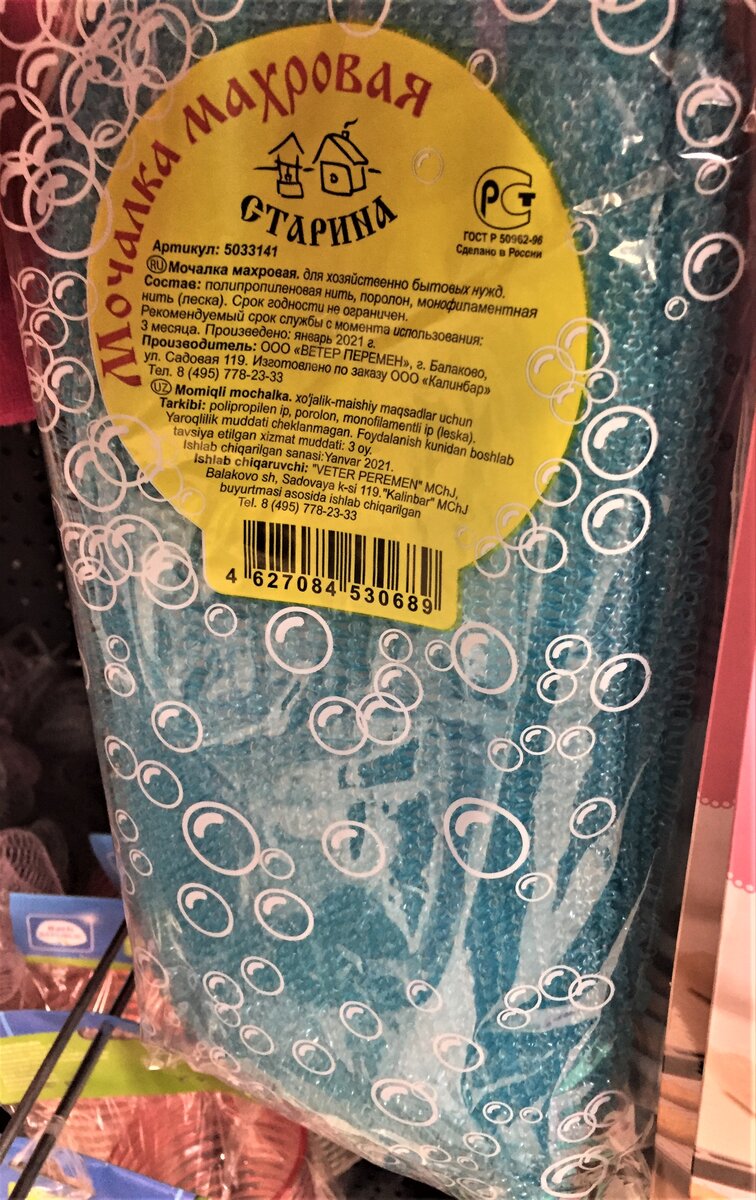 Мочалка махровая
СТАРИНА
РСТ
ГОСТ Р 50962-96
Сделано в России
Артикул: 5033141
RU Мочалка махровая. для хозяйственно бытовых нужд.
Состав: полипропиленовая нить, поролон, монофиламентная
нить (леска). Срок годности не ограничен.
Рекомендуемый срок службы с момента использования:
3 месяца. Произведено: январь 2021 г.
Производитель: ООО «ВЕТЕР ПЕРЕМЕН», г. Балаково,
ул. Садовая 119. Изготовлено по заказу ООО «Калинбар»
Тел. 8 (495) 778-23-33
UZ Momiqli mochalka. xo'jalik-maishiy maqsadlar uchun
Tarkibi: polipropilen ip, porolon, monofilamentli ip (leska).
Yaroqlilik muddati cheklanmagan. Foydalanish kunidan boshlab
tavsiya etilgan xizmat muddati: 3 oy.
Ishlab chiqarilgan sanasi:Yanvar 2021.
Ishlab chiqaruvchi: "VETER PEREMEN" MChJ,
Balakovo sh, Sadovaya k-si 119."Kalinbar" MChJ
buyurtmasi asosida ishlab chiqarilgan
Tel. 8 (495) 778-23-33
4 627084 530689